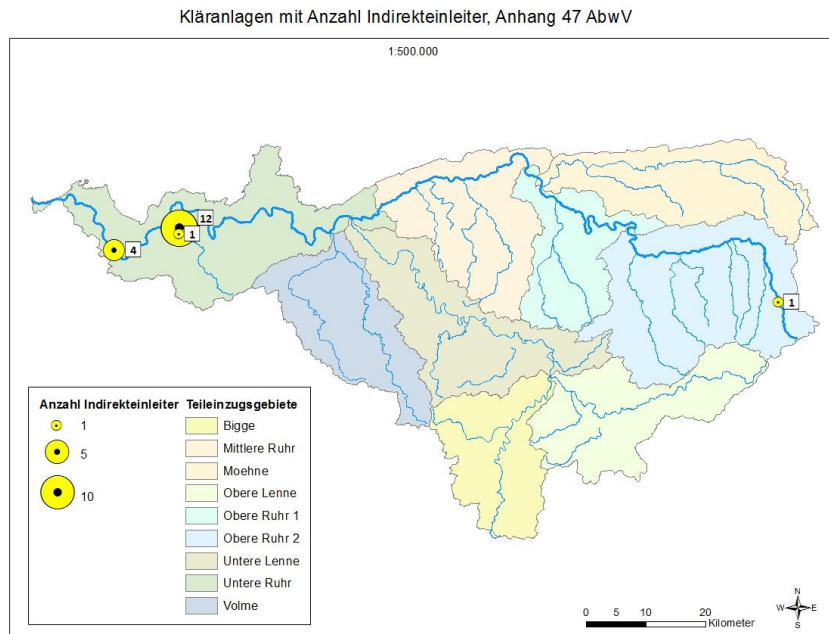 Kläranlagen mit Anzahl Indirekteinleiter, Anhang 47 AbwV
1:500.000
12
1
4
1
Anzahl Indirekteinleiter
1
5
10
Teileinzugsgebiete
Bigge
Mittlere Ruhr
Moehne
Obere Lenne
Obere Ruhr 1
Obere Ruhr 2
Untere Lenne
Untere Ruhr
Volme
N
W E
S
0 5 10 20
Kilometer